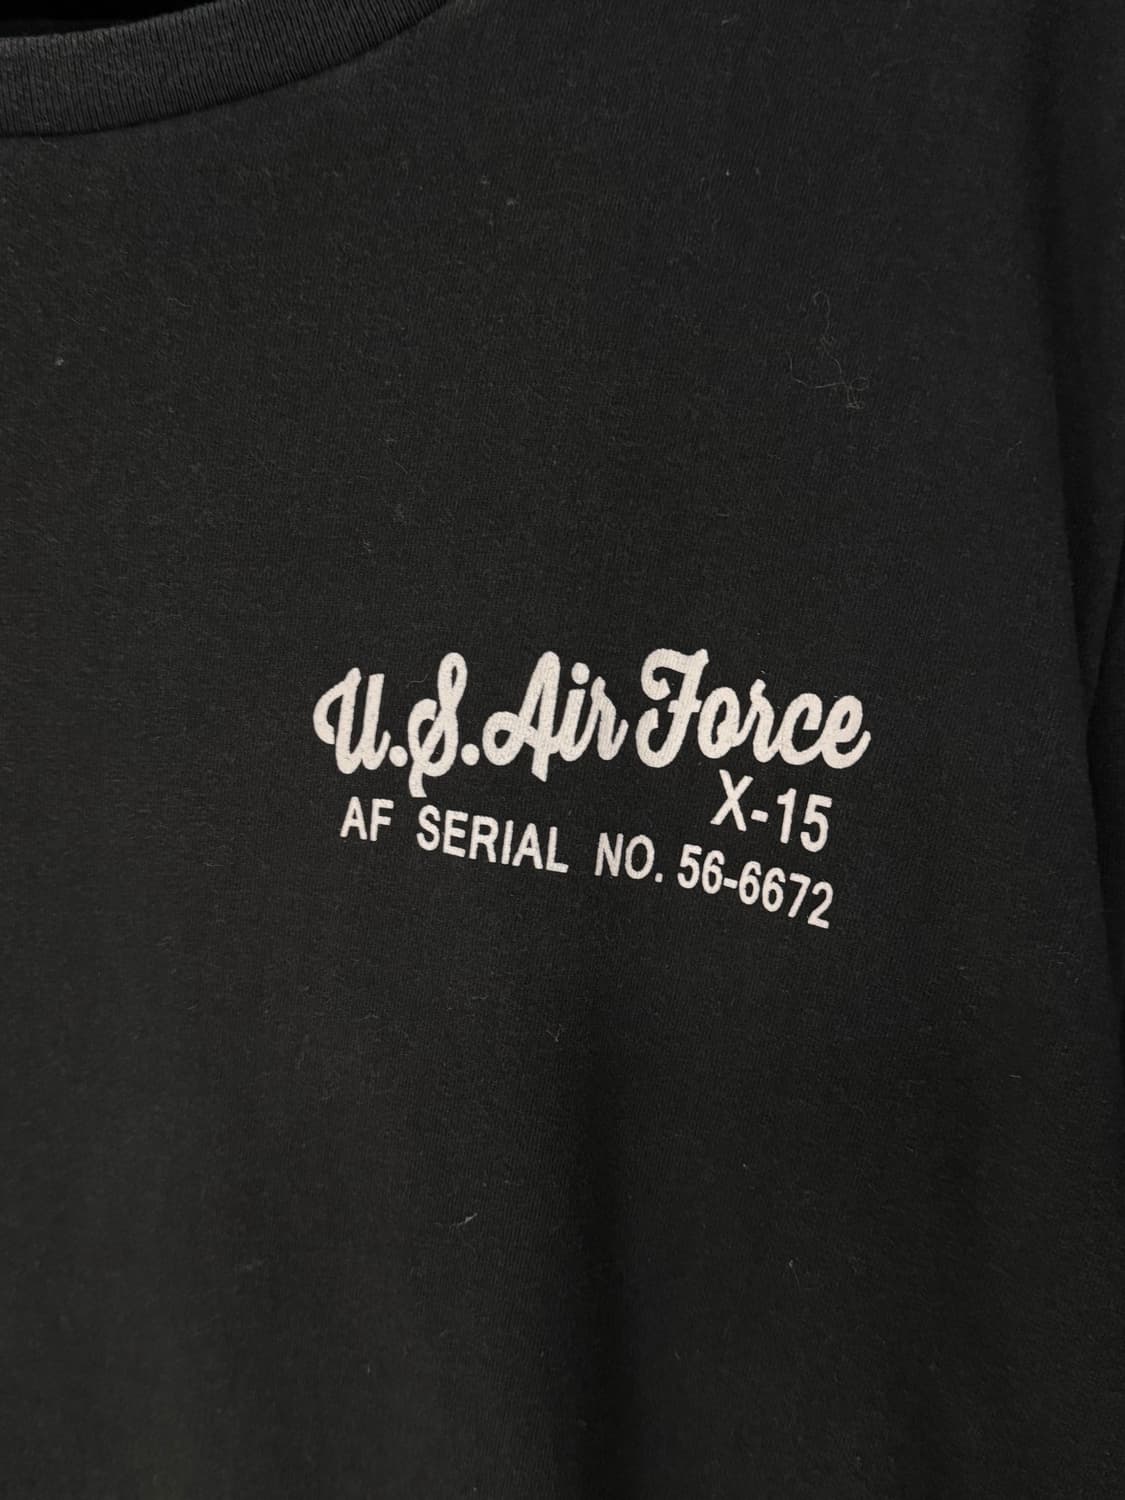 U.S. Air Force
X-15
AF SERIAL NO. 56-6672